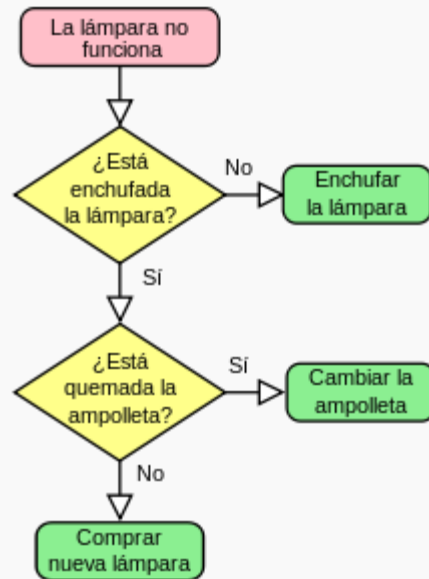 La lámpara no
funciona
¿Está
enchufada
la lámpara?
No
Enchufar
la lámpara
Sí
¿Está
quemada la
ampolleta?
Sí
Cambiar la
ampolleta
No
Comprar
nueva lámpara